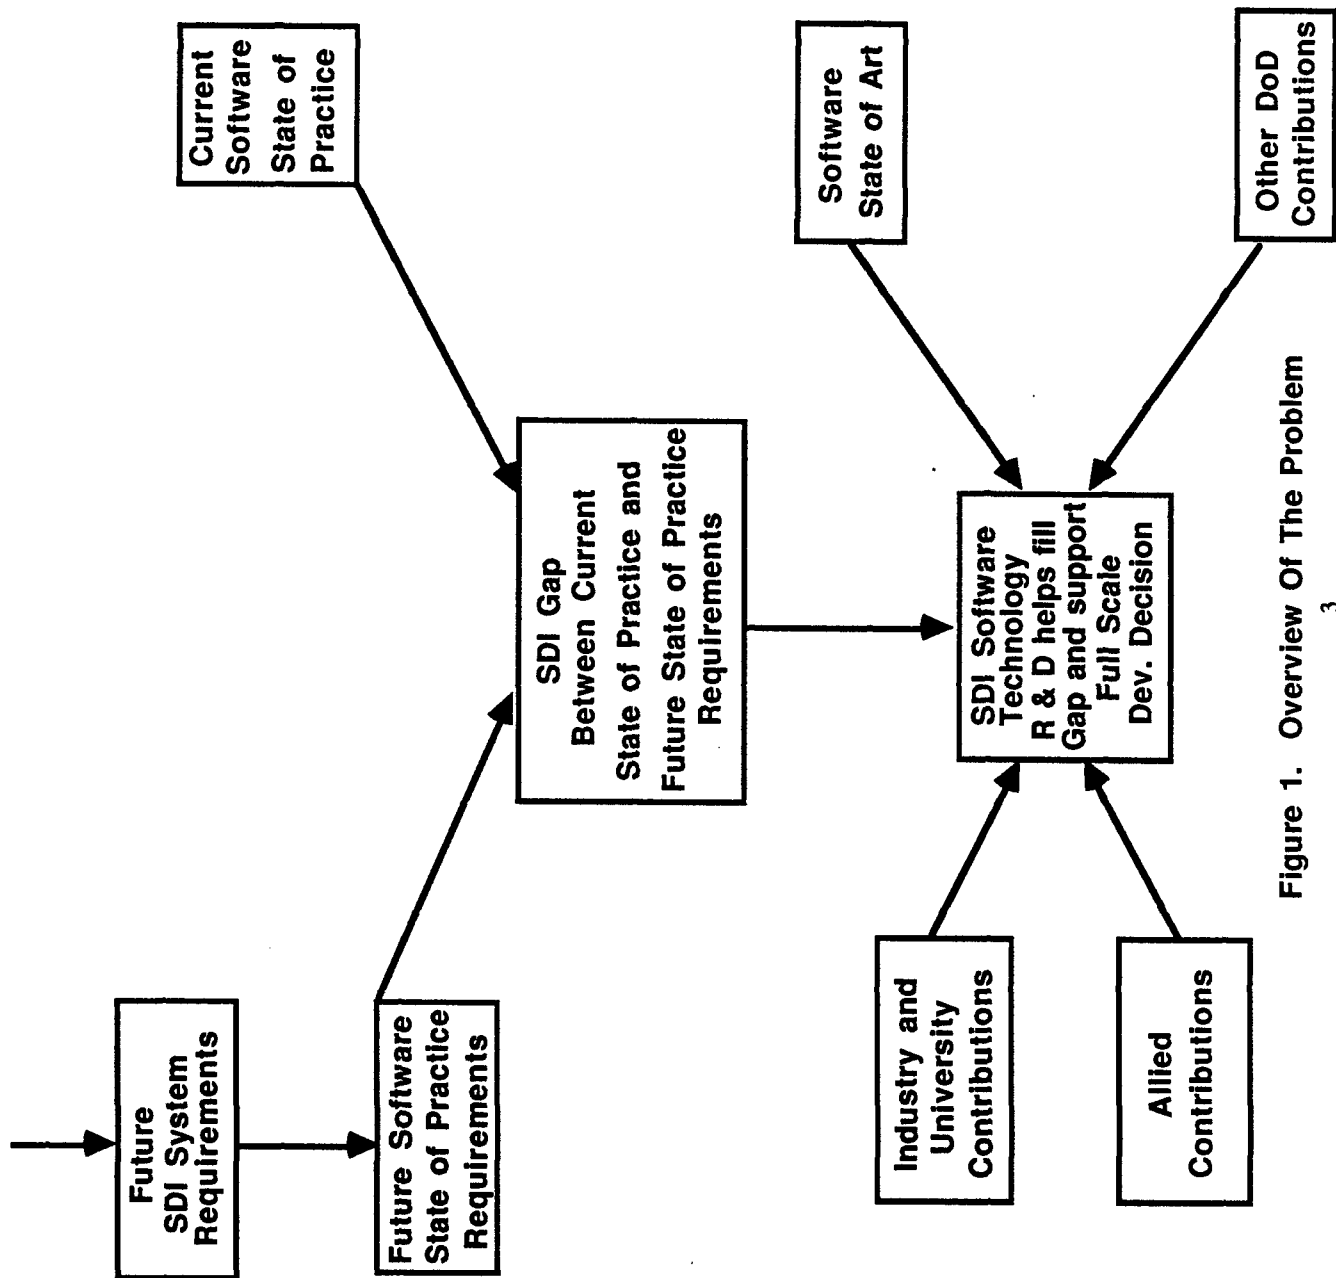 Future
SDI System
Requirements
Future Software
State of Practice
Requirements
Current
Software
State of
Practice
SDI Gap
Between Current
State of Practice and
Future State of Practice
Requirements
Industry and
University
Contributions
Allied
Contributions
SDI Software
Technology
R & D helps fill
Gap and support
Full Scale
Dev. Decision
Software
State of Art
Other DoD
Contributions
Figure 1. Overview Of The Problem
3